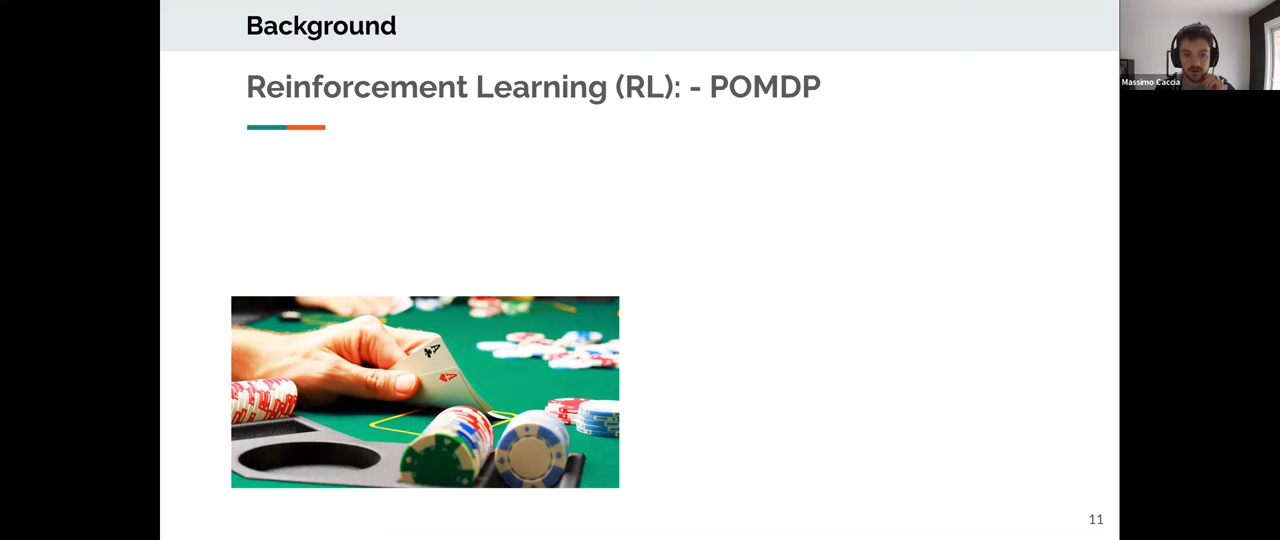 Background
Reinforcement Learning (RL): - POMDP
Massimo Caccia
A
A
11